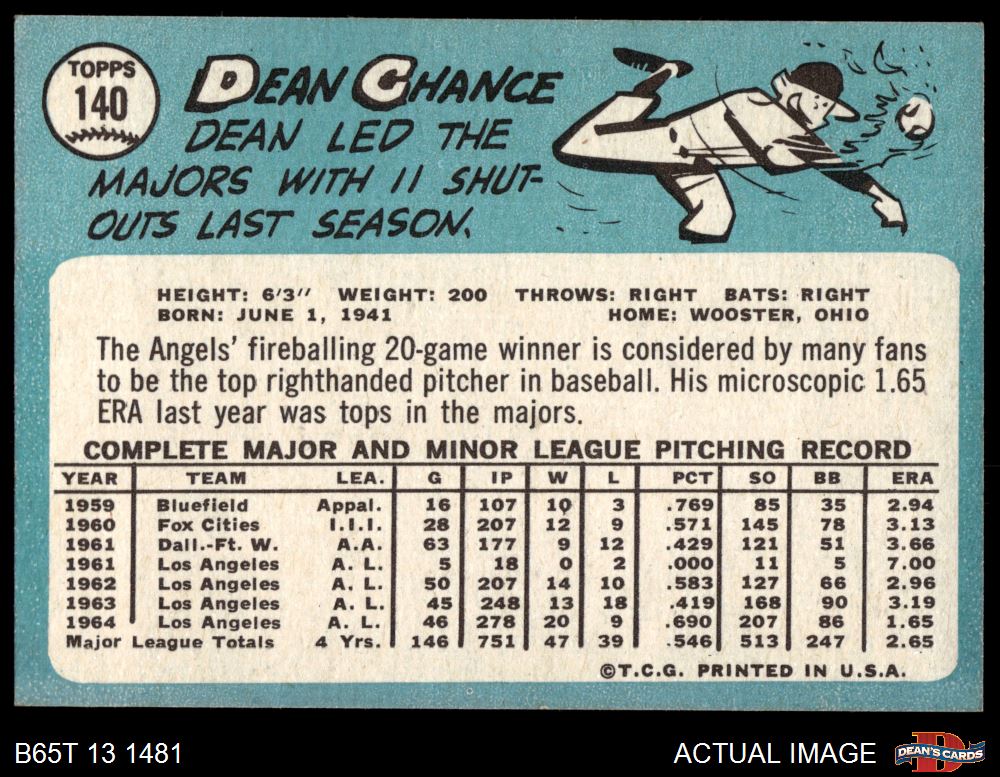 TOPPS
140
DEAN CHANCE
DEAN LED THE
MAJORS WITH 11 SHUT-
OUTS LAST SEASON.
HEIGHT: 6'3" WEIGHT: 200 THROWS: RIGHT BATS: RIGHT
BORN: JUNE 1, 1941 HOME: WOOSTER, OHIO
The Angels' fireballing 20-game winner is considered by many fans
to be the top righthanded pitcher in baseball. His microscopic 1.65
ERA last year was tops in the majors.
COMPLETE MAJOR AND MINOR LEAGUE PITCHING RECORD
YEAR TEAM LEA. G IP W L PCT SO BB ERA
1959 Bluefield Appal. 16 107 10 3 .769 85 35 2.94
1960 Fox Cities I.I.I. 28 207 12 9 .571 145 78 3.13
1961 Dall.-Ft. W. A.A. 63 177 9 12 .429 121 51 3.66
1961 Los Angeles A. L. 5 18 0 2 .000 11 5 7.00
1962 Los Angeles A. L. 50 207 14 10 .583 127 66 2.96
1963 Los Angeles A. L. 45 248 13 18 .419 168 90 3.19
1964 Los Angeles A. L. 46 278 20 9 .690 207 86 1.65
Major League Totals 4 Yrs. 146 751 47 39 .546 513 247 2.65
©T.C.G. PRINTED IN U.S.A.
B65T 13 1481 ACTUAL IMAGE DEAN'S CARDS